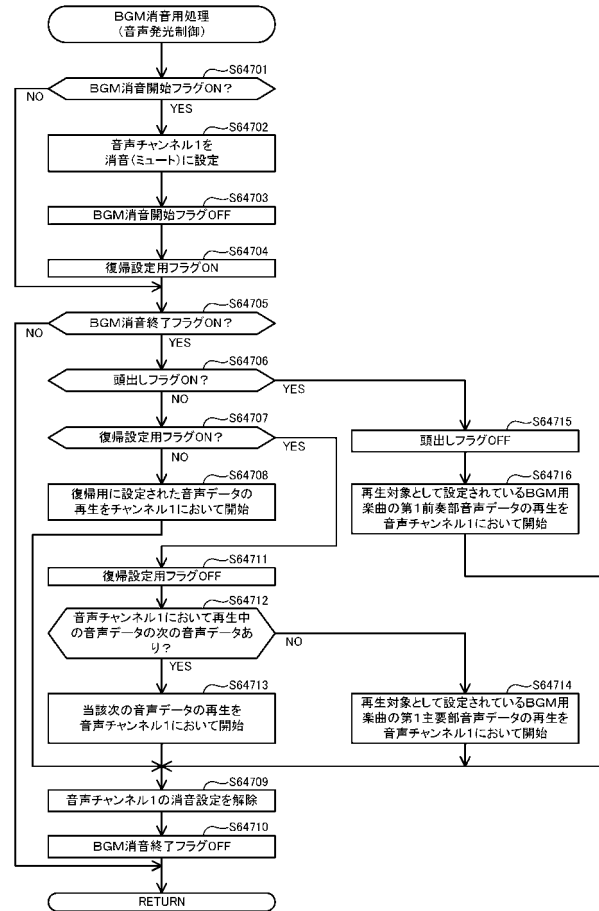 BGM消音用処理
(音声発光制御)
S64701
BGM消音開始フラグON?
NO
YES
S64702
音声チャンネル1を
消音(ミュート)に設定
S64703
BGM消音開始フラグOFF
S64704
復帰設定用フラグON
S64705
BGM消音終了フラグON?
NO
YES
S64706
頭出しフラグON?
YES
NO
S64707
復帰設定用フラグON?
YES
NO
S64708
復帰用に設定された音声データの
再生をチャンネル1において開始
S64715
頭出しフラグOFF
S64716
再生対象として設定されているBGM用
楽曲の第1前奏部音声データの再生を
音声チャンネル1において開始
S64711
復帰設定用フラグOFF
S64712
音声チャンネル1において再生中
の音声データの次の音声データあ
り?
NO
YES
S64713
当該次の音声データの再生を
音声チャンネル1において開始
S64714
再生対象として設定されているBGM用
楽曲の第1主要部音声データの再生を
音声チャンネル1において開始
S64709
音声チャンネル1の消音設定を解除
S64710
BGM消音終了フラグOFF
RETURN